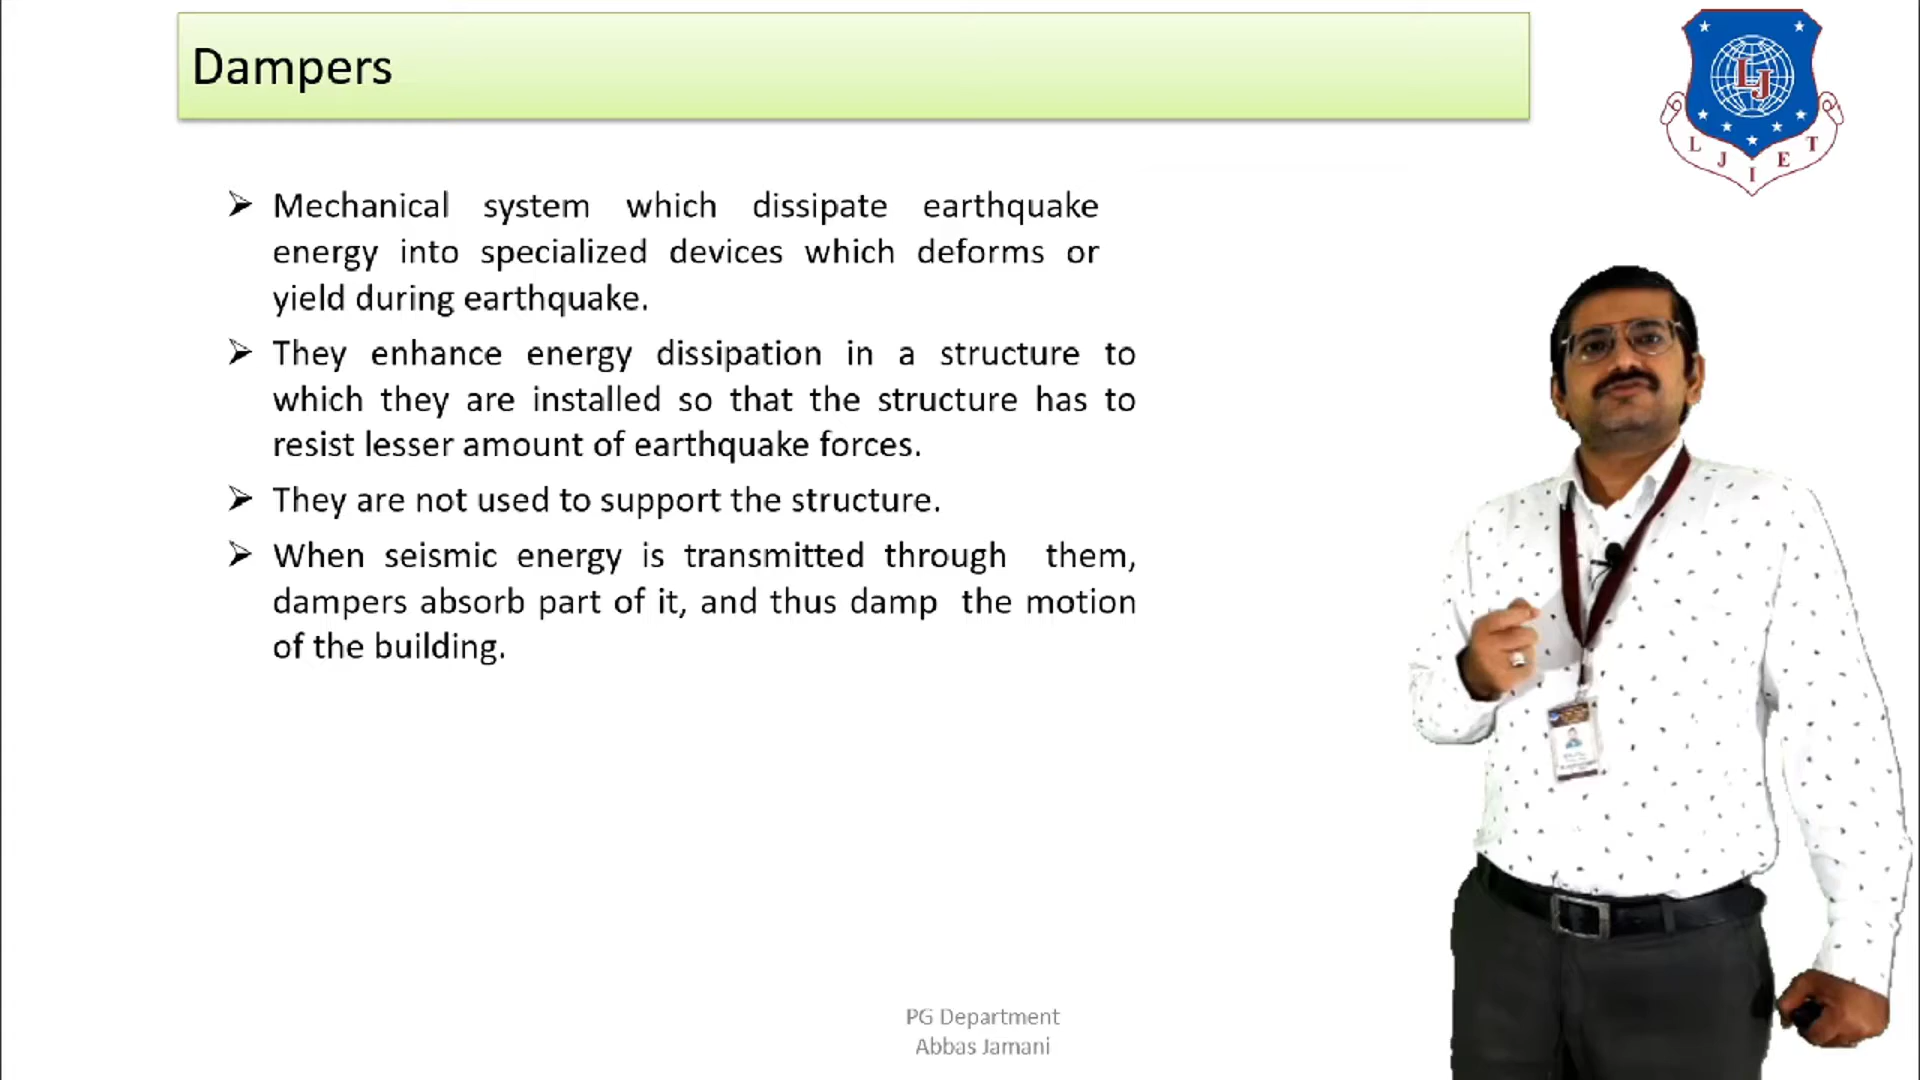 Dampers
LJ
L J I E T
➢ Mechanical system which dissipate earthquake
energy into specialized devices which deforms or
yield during earthquake.
➢ They enhance energy dissipation in a structure to
which they are installed so that the structure has to
resist lesser amount of earthquake forces.
➢ They are not used to support the structure.
➢ When seismic energy is transmitted through them,
dampers absorb part of it, and thus damp the motion
of the building.
PG Department
Abbas Jamani